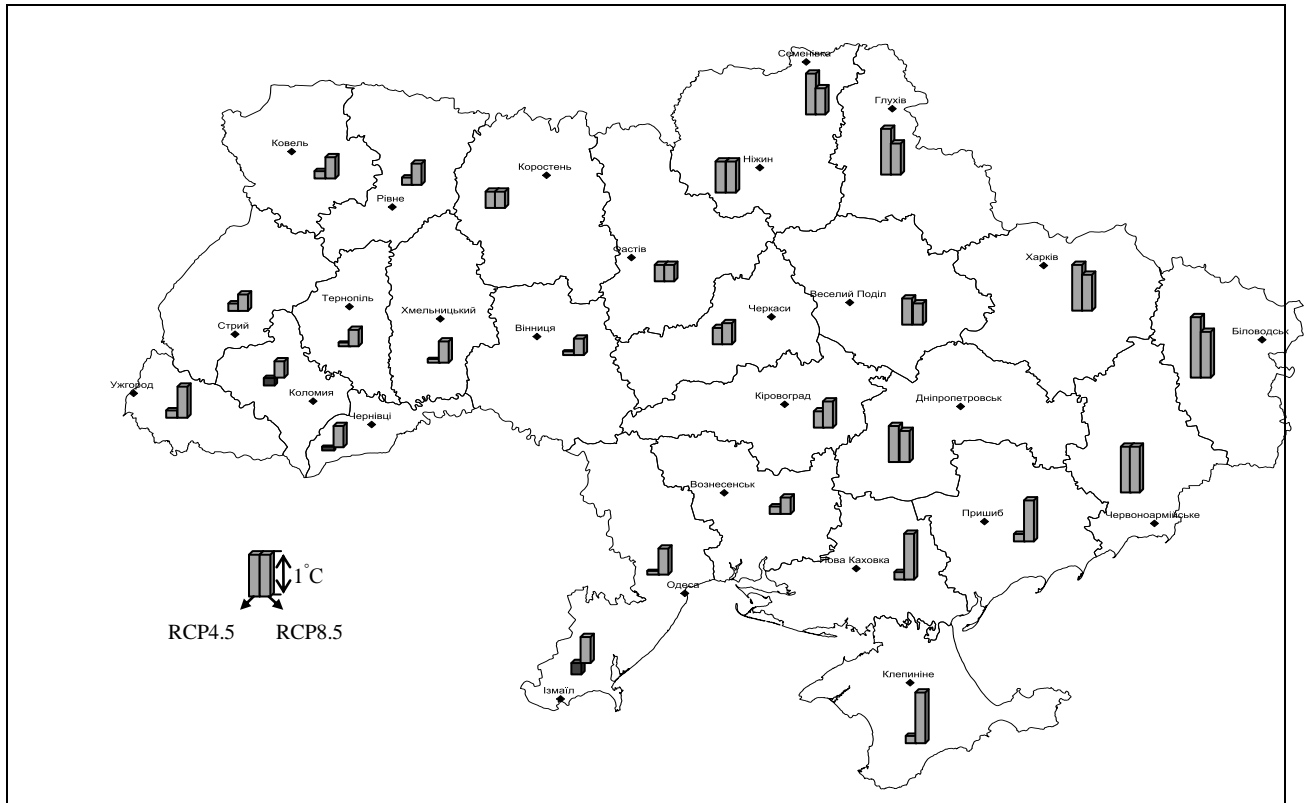 Семенівка
Глухів
Ковель
Ніжин
Коростень
Рівне
Фастів
Харків
Тернопіль
Веселий Поділ
Хмельницький
Черкаси
Стрий
Вінниця
Біловодськ
Ужгород
Коломия
Кіровоград
Дніпропетровськ
Чернівці
Вознесенськ
Пришиб
Червоноармійське
Нова Каховка
1°C
Одеса
RCP4.5 RCP8.5
Клепиніне
Ізмаїл